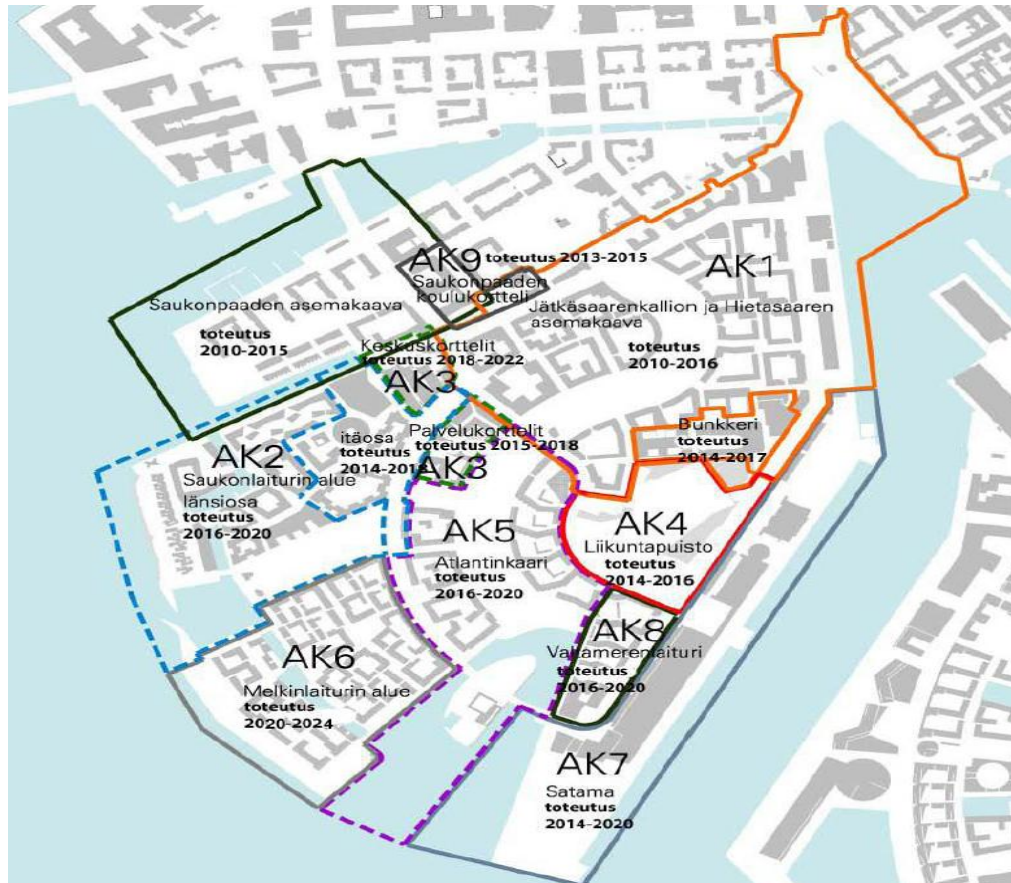 AK9 toteutus 2013-2015
Saukonpaaden
koulukortteli
AK1
Jätkäsaarenkallion ja Hietasaaren
asemakaava
toteutus
2010-2016
Saukonpaaden asemakaava
toteutus
2010-2015
Keskuskorttelit
toteutus 2018-2022
AK3
Palvelukorttelit
toteutus 2015-2018
AK3
itäosa
toteutus
2014-2018
AK2
Saukonlaiturin alue
länsiosa
toteutus
2016-2020
Bunkkeri
toteutus
2014-2017
AK4
Liikuntapuisto
toteutus
2014-2016
AK5
Atlantinkaari
toteutus
2016-2020
AK8
Valtamerenlaituri
toteutus
2016-2020
AK6
Melkinlaiturin alue
toteutus
2020-2024
AK7
Satama
toteutus
2014-2020